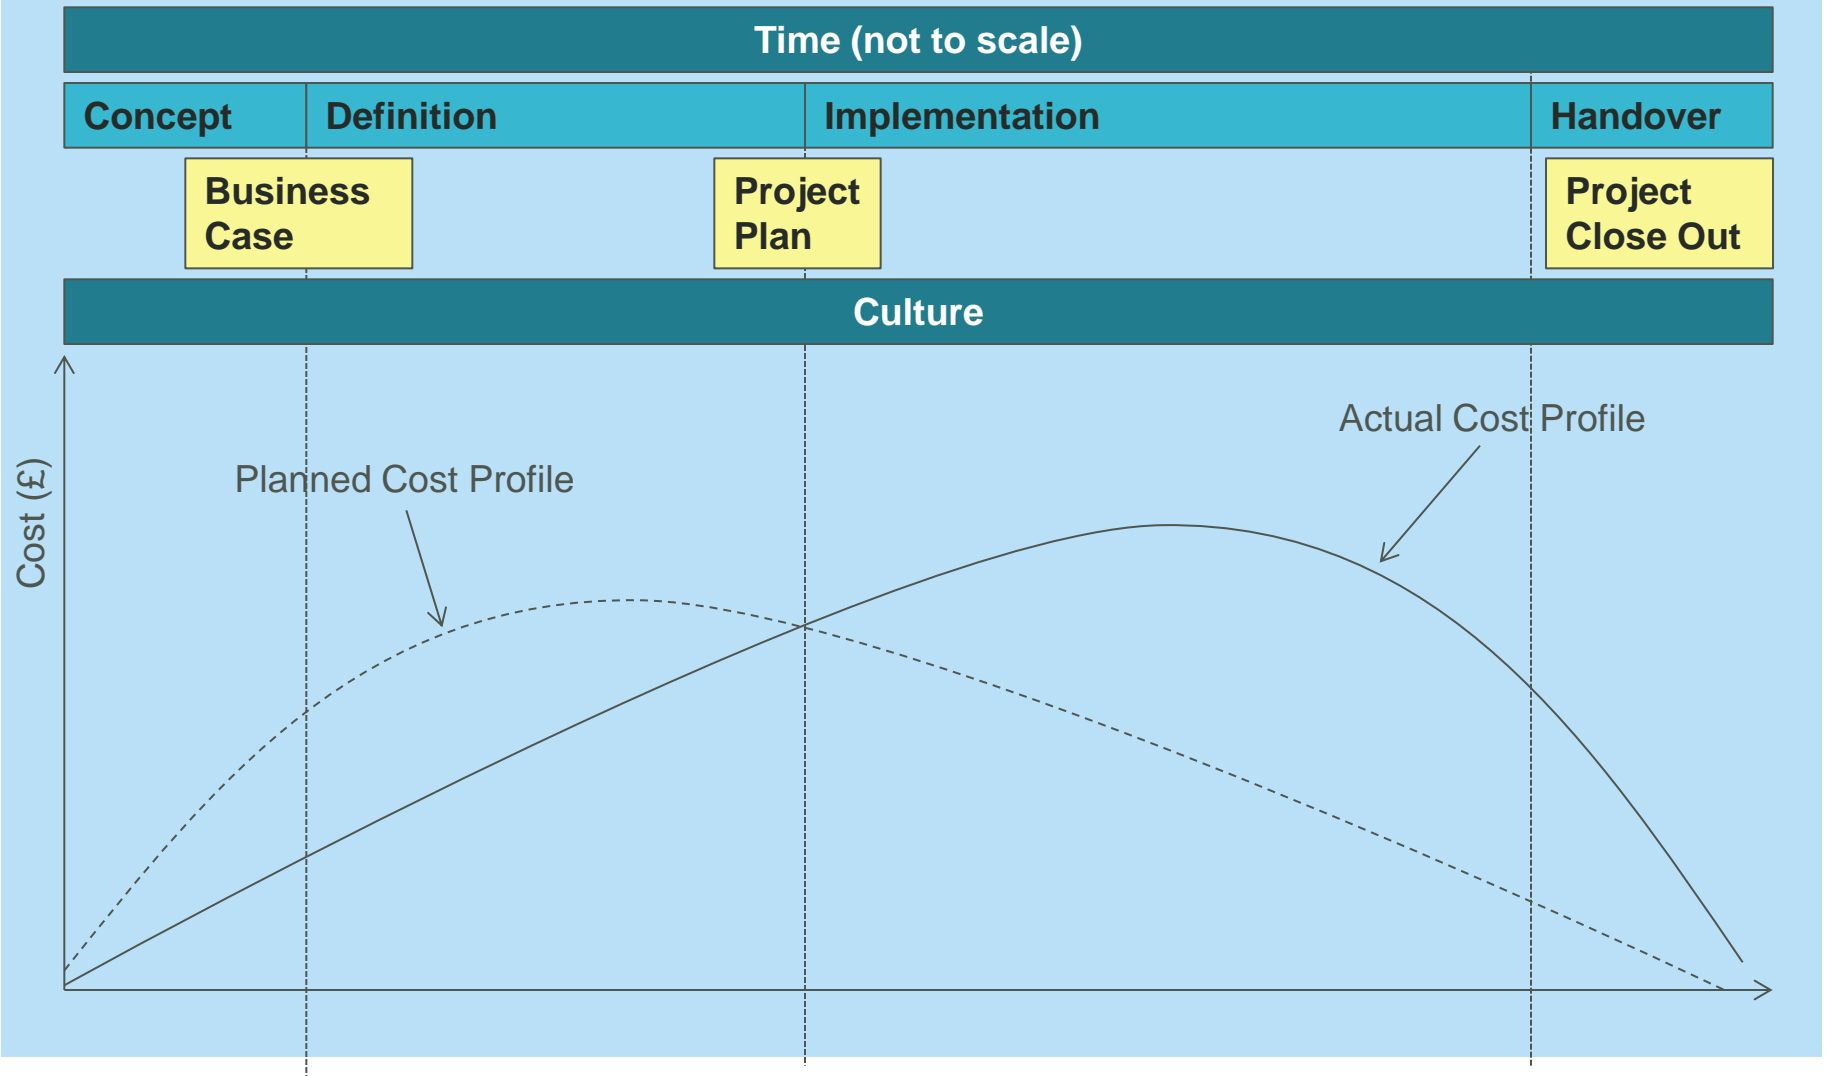 Time (not to scale)
Concept
Definition
Implementation
Handover
Business
Case
Project
Plan
Project
Close Out
Culture
Cost (£)
Planned Cost Profile
Actual Cost Profile